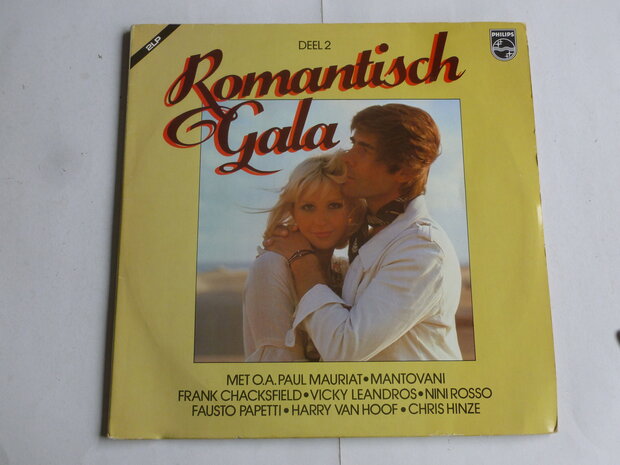 2LP
DEEL 2
PHILIPS
Romantisch
Gala
MET O.A. PAUL MAURIAT • MANTOVANI
FRANK CHACKSFIELD • VICKY LEANDROS • NINI ROSSO
FAUSTO PAPETTI • HARRY VAN HOOF • CHRIS HINZE